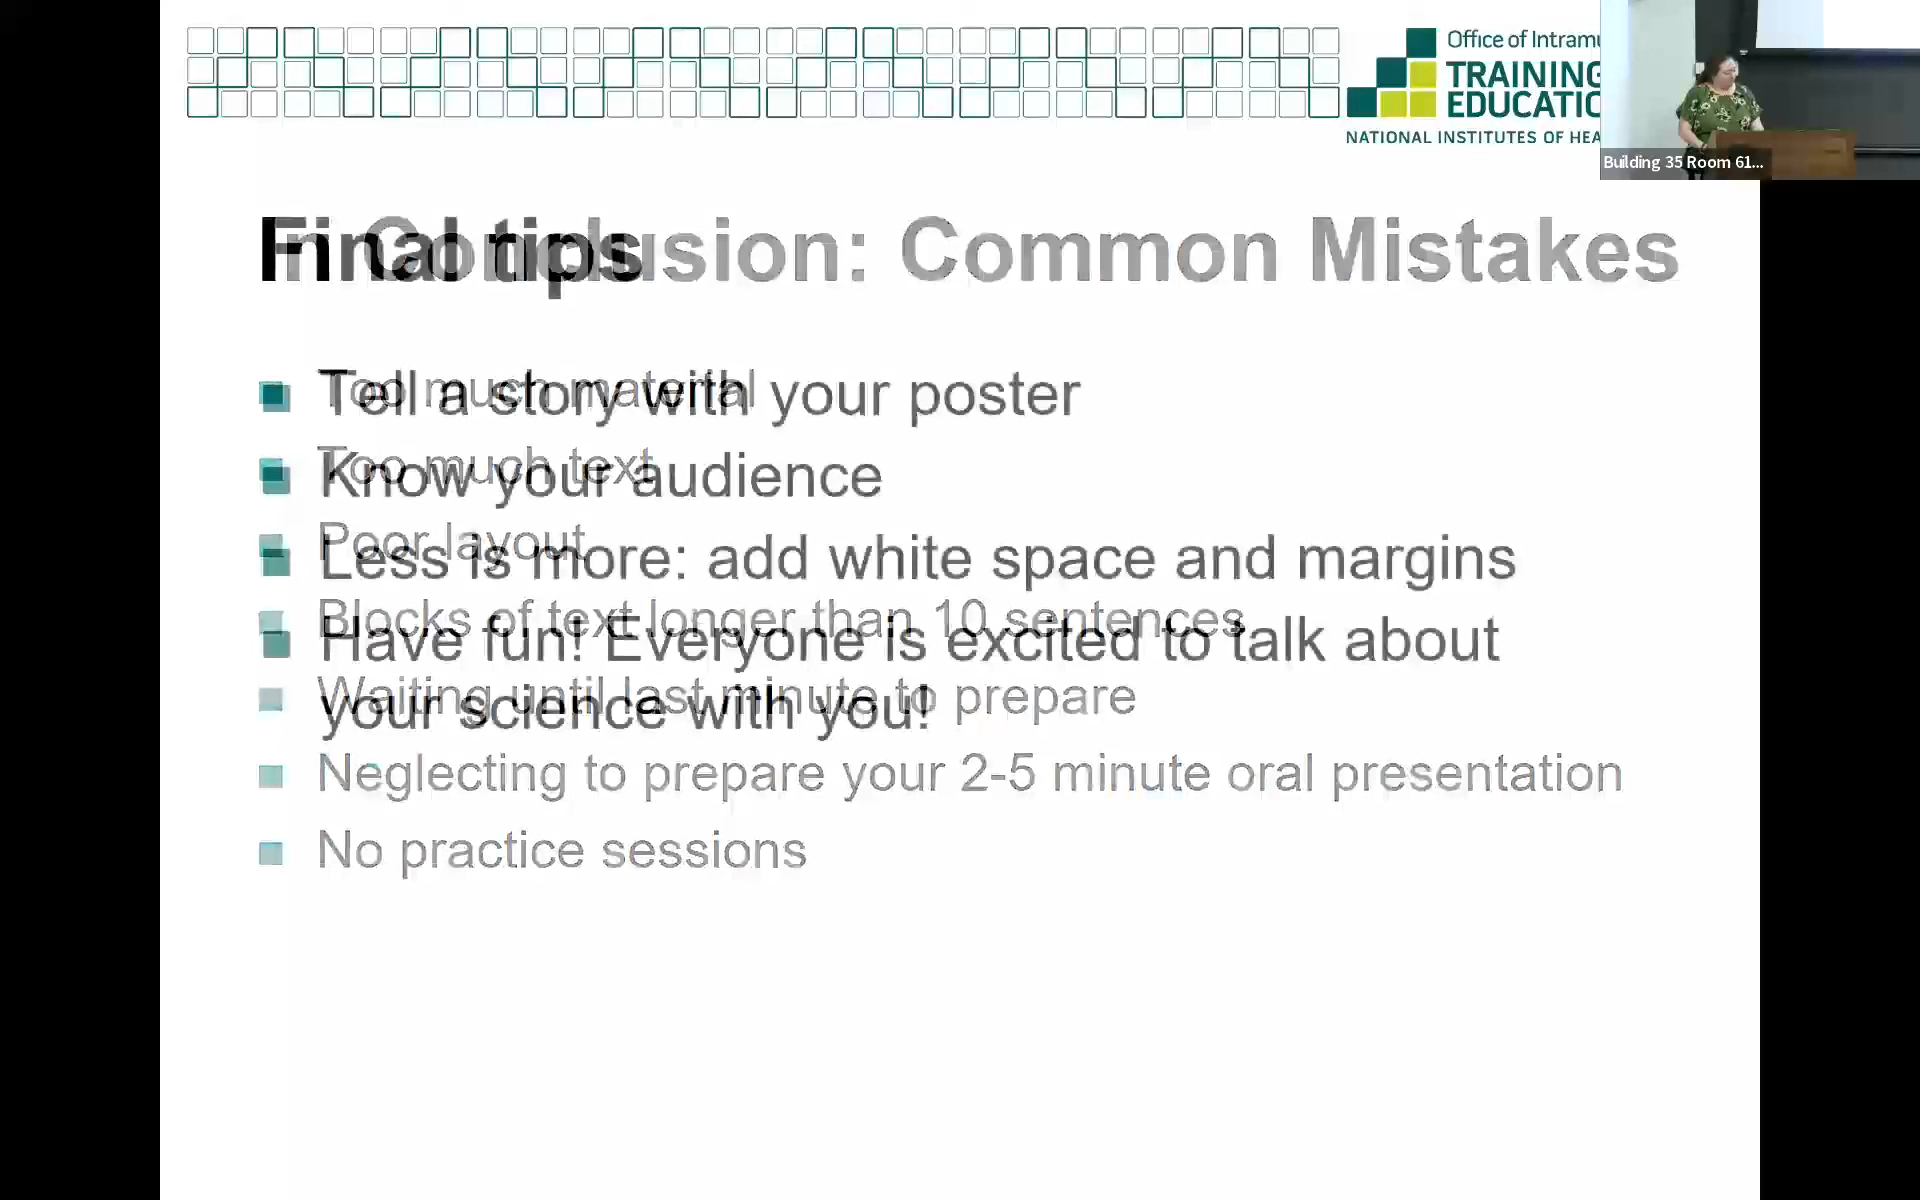 Office of Intramu
TRAINING
EDUCATIO
NATIONAL INSTITUTES OF HEA
Building 35 Room 61...
Final tips
In Conclusion: Common Mistakes
Tell a story with your poster
Know your audience
Less is more: add white space and margins
Have fun! Everyone is excited to talk about
your science with you!
Too much material
Too much text
Poor layout
Blocks of text longer than 10 sentences
Waiting until last minute to prepare
Neglecting to prepare your 2-5 minute oral presentation
No practice sessions